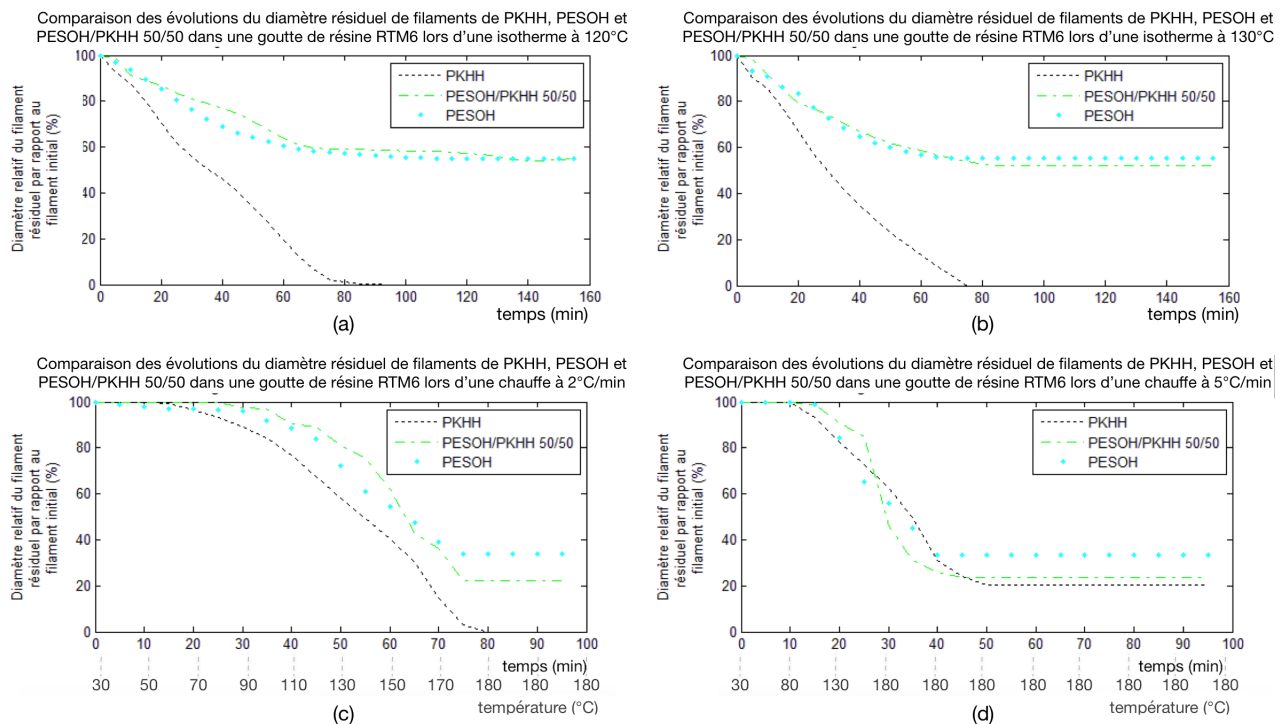 Comparaison des évolutions du diamètre résiduel de filaments de PKHH, PESOH et
PESOH/PKHH 50/50 dans une goutte de résine RTM6 lors d’une isotherme à 120°C
Diamètre relatif du filament
résiduel par rapport au
filament initial (%)
100
80
60
40
20
0
PKHH
PESOH/PKHH 50/50
PESOH
0 20 40 60 80 100 120 140 160
temps (min)
(a)
Comparaison des évolutions du diamètre résiduel de filaments de PKHH, PESOH et
PESOH/PKHH 50/50 dans une goutte de résine RTM6 lors d’une isotherme à 130°C
Diamètre relatif du filament
résiduel par rapport au
filament initial (%)
100
80
60
40
20
0
PKHH
PESOH/PKHH 50/50
PESOH
0 20 40 60 80 100 120 140 160
temps (min)
(b)
Comparaison des évolutions du diamètre résiduel de filaments de PKHH, PESOH et
PESOH/PKHH 50/50 dans une goutte de résine RTM6 lors d’une chauffe à 2°C/min
Diamètre relatif du filament
résiduel par rapport au
filament initial (%)
100
80
60
40
20
0
PKHH
PESOH/PKHH 50/50
PESOH
0 10 20 30 40 50 60 70 80 90 100
temps (min)
30 50 70 90 110 130 150 170 180 180 180
température (°C)
(c)
Comparaison des évolutions du diamètre résiduel de filaments de PKHH, PESOH et
PESOH/PKHH 50/50 dans une goutte de résine RTM6 lors d’une chauffe à 5°C/min
Diamètre relatif du filament
résiduel par rapport au
filament initial (%)
100
80
60
40
20
0
PKHH
PESOH/PKHH 50/50
PESOH
0 10 20 30 40 50 60 70 80 90 100
temps (min)
30 80 130 180 180 180 180 180 180 180 180
température (°C)
(d)